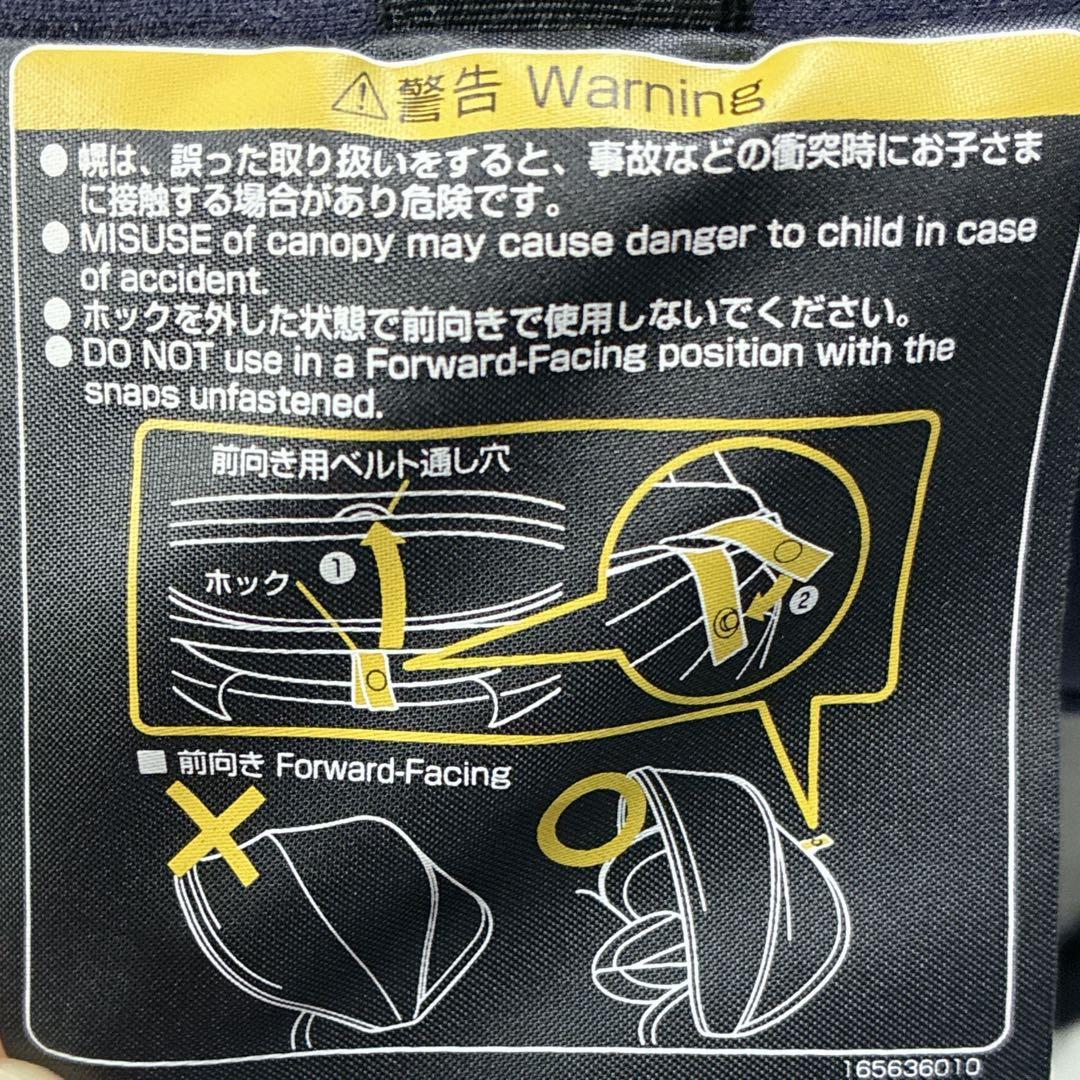 警告 Warning
● 幌は、誤った取り扱いをすると、事故などの衝突時にお子さま
に接触する場合があり危険です。
● MISUSE of canopy may cause danger to child in case
of accident.
● ホックを外した状態で前向きで使用しないでください。
● DO NOT use in a Forward-Facing position with the
snaps unfastened.
前向き用ベルト通し穴
1
ホック
2
■ 前向き Forward-Facing
165636010